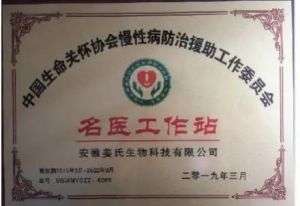 中国生命关怀协会慢性病防治援助工作委员会
名医工作站
安徽姜氏生物科技有限公司
二零一九年三月